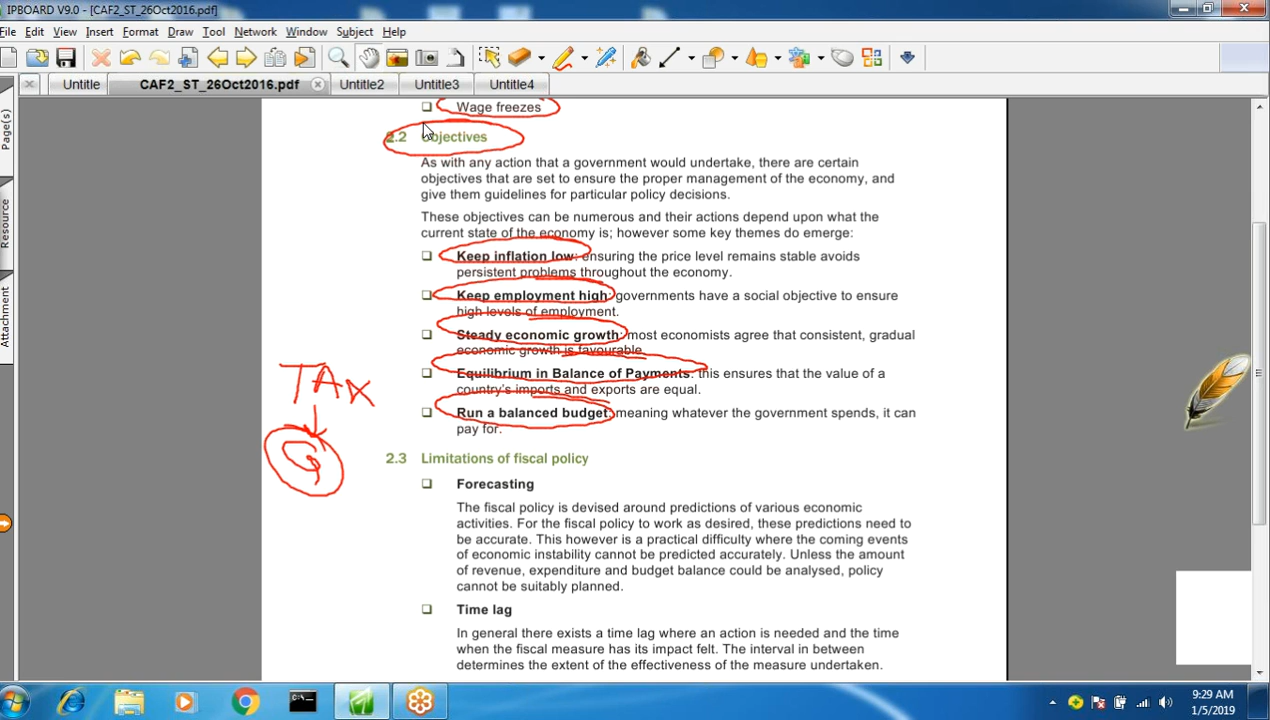 IPBOARD V9.0 - [CAF2_ST_26Oct2016.pdf]
File Edit View Insert Format Draw Tool Network Window Subject Help
Untitle CAF2_ST_26Oct2016.pdf Untitle2 Untitle3 Untitle4
Page(s)
Resource
Attachment
Wage freezes
2.2 Objectives
As with any action that a government would undertake, there are certain
objectives that are set to ensure the proper management of the economy, and
give them guidelines for particular policy decisions.
These objectives can be numerous and their actions depend upon what the
current state of the economy is; however some key themes do emerge:
Keep inflation low: ensuring the price level remains stable avoids
persistent problems throughout the economy.
Keep employment high: governments have a social objective to ensure
high levels of employment.
Steady economic growth: most economists agree that consistent, gradual
economic growth is favourable.
Equilibrium in Balance of Payments: this ensures that the value of a
country's imports and exports are equal.
Run a balanced budget: meaning whatever the government spends, it can
pay for.
TAX
G
2.3 Limitations of fiscal policy
Forecasting
The fiscal policy is devised around predictions of various economic
activities. For the fiscal policy to work as desired, these predictions need to
be accurate. This however is a practical difficulty where the coming events
of economic instability cannot be predicted accurately. Unless the amount
of revenue, expenditure and budget balance could be analysed, policy
cannot be suitably planned.
Time lag
In general there exists a time lag where an action is needed and the time
when the fiscal measure has its impact felt. The interval in between
determines the extent of the effectiveness of the measure undertaken.
9:29 AM
1/5/2019